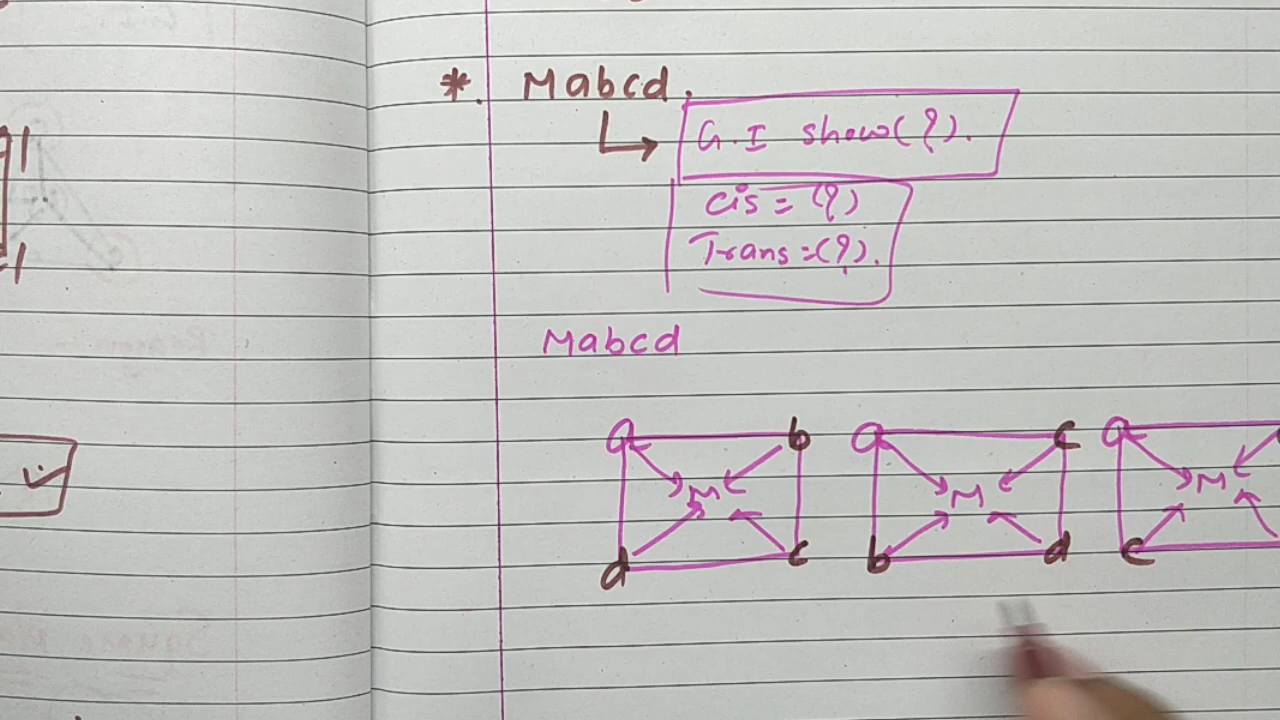 *. Mabcd.
G.I show(?).
cis = (?)
Trans =(?).
Mabcd
a b a c a
M M M
d c b d c